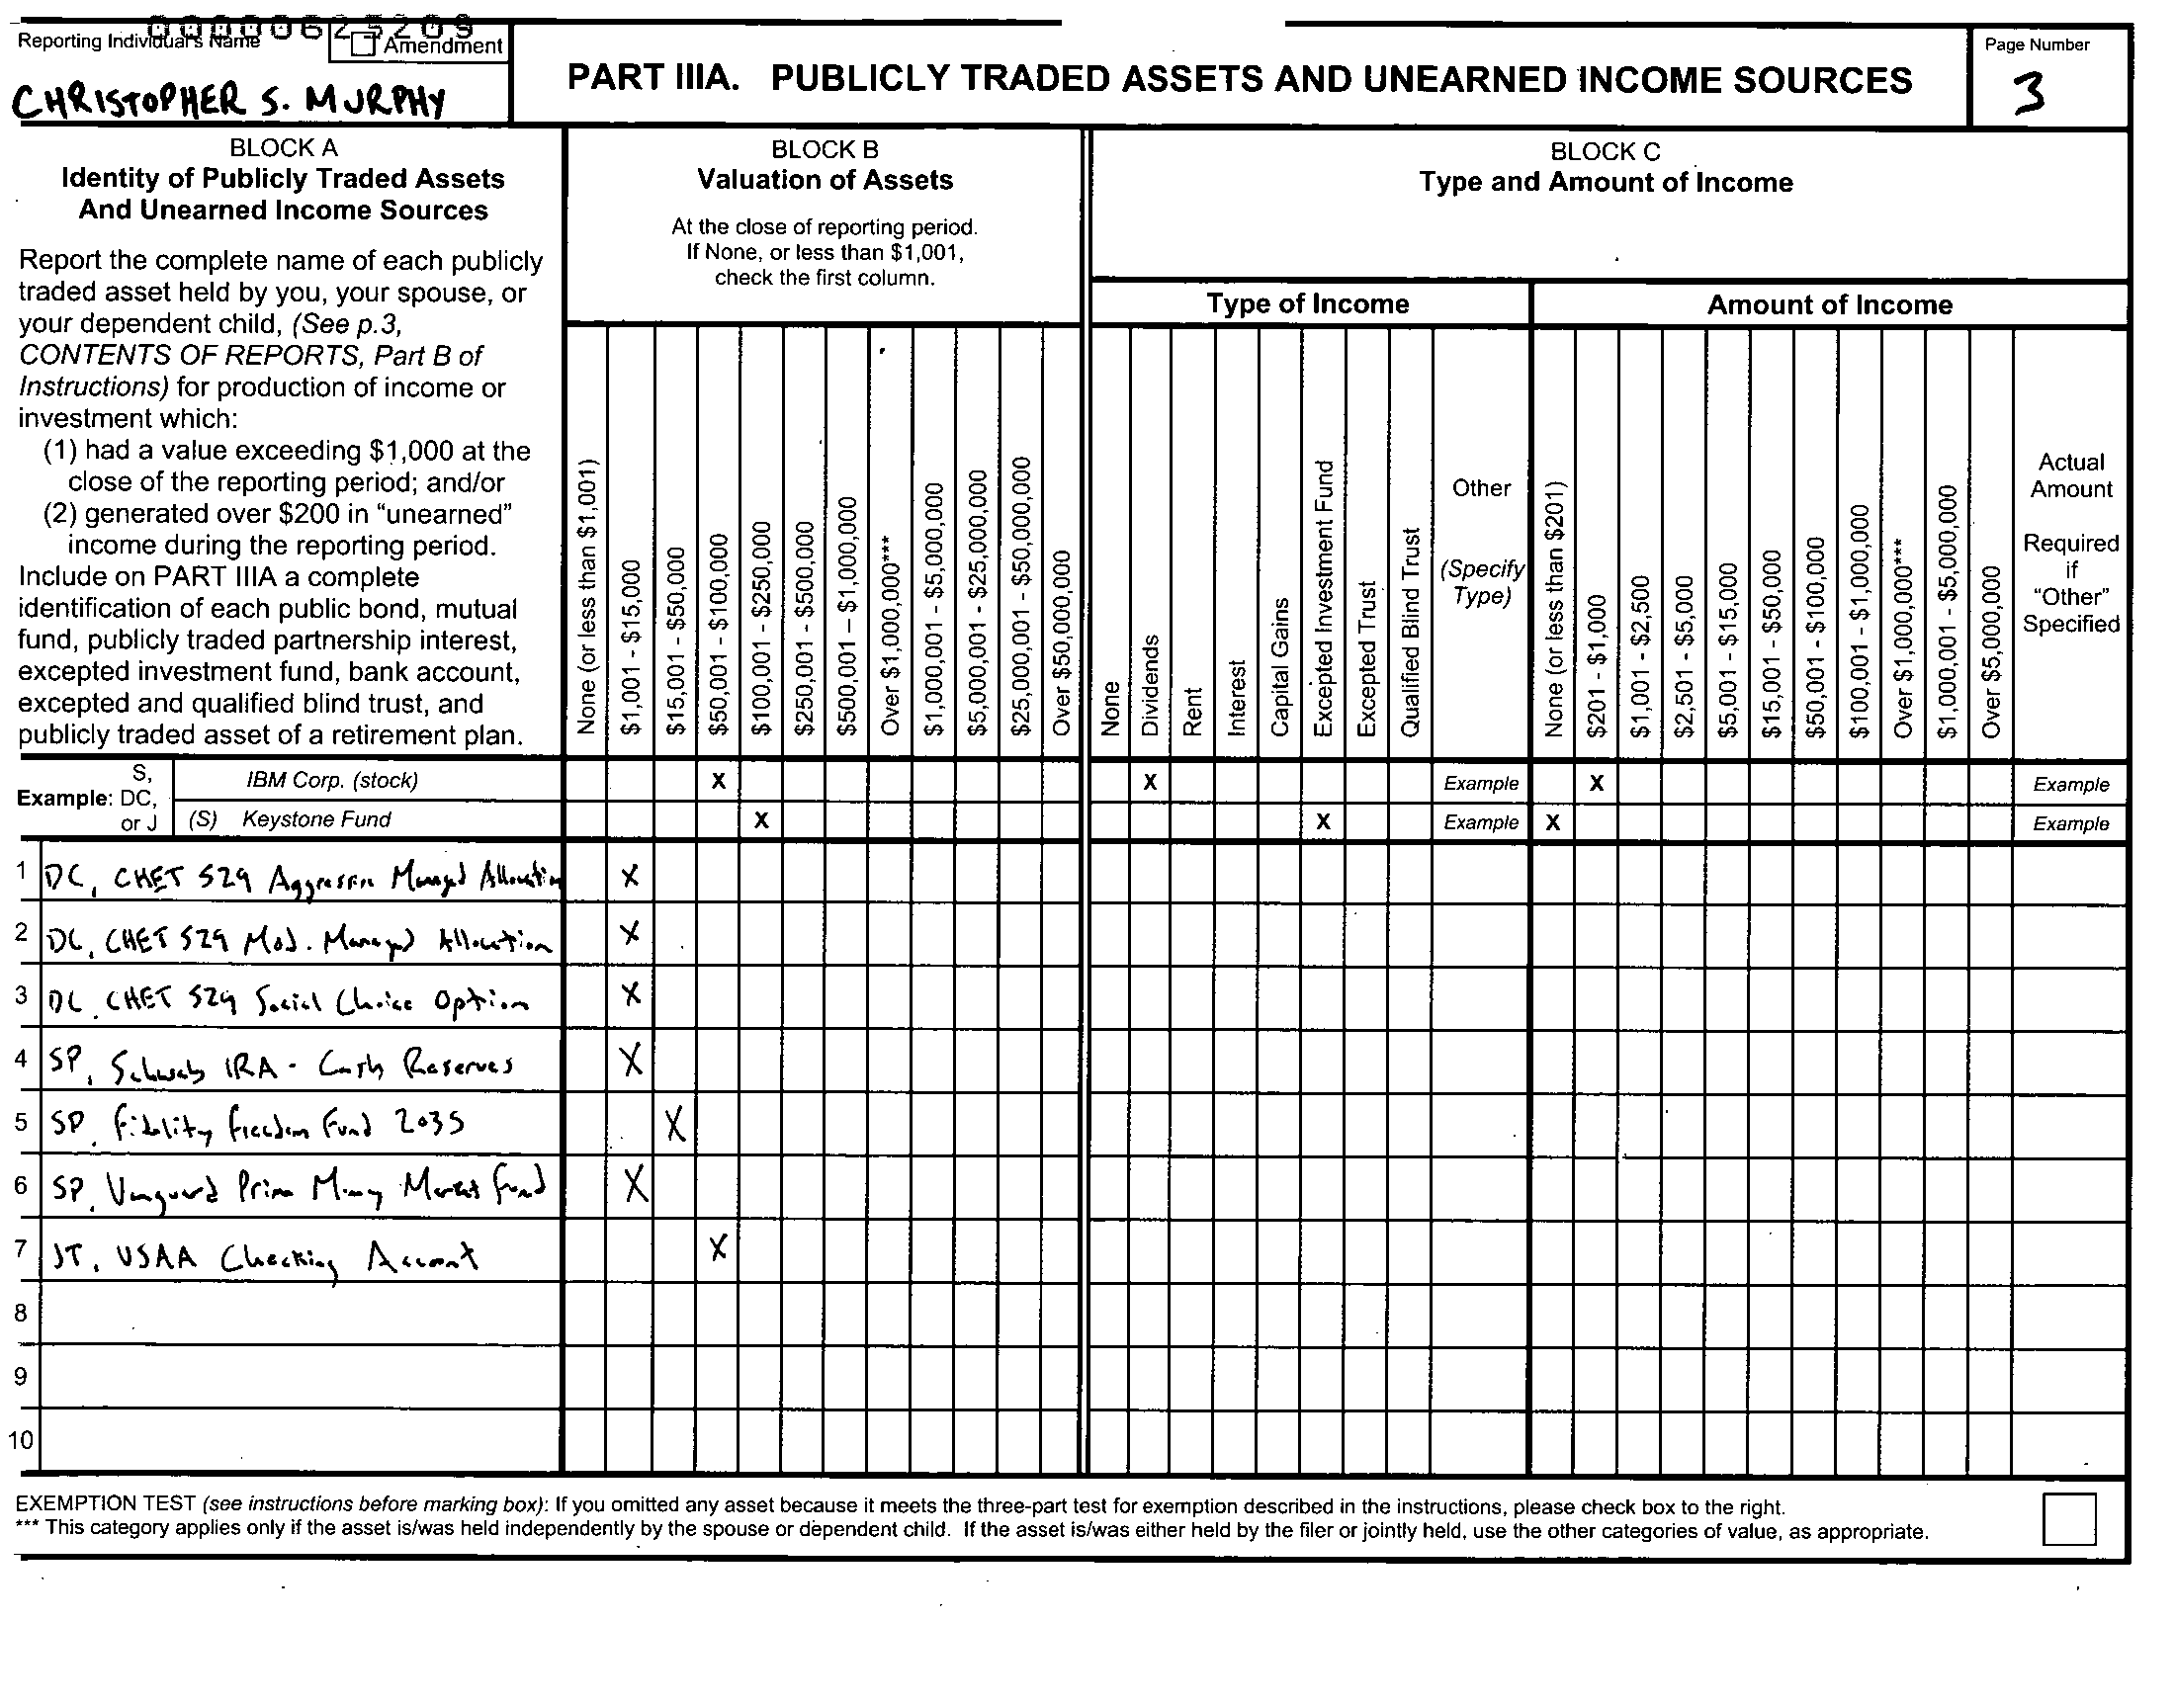 000000625209
Reporting Individual's Name
Amendment
CHRISTOPHER S. MURPHY
PART IIIA. PUBLICLY TRADED ASSETS AND UNEARNED INCOME SOURCES
Page Number
3
BLOCK A
Identity of Publicly Traded Assets
And Unearned Income Sources
Report the complete name of each publicly
traded asset held by you, your spouse, or
your dependent child, (See p.3,
CONTENTS OF REPORTS, Part B of
Instructions) for production of income or
investment which:
(1) had a value exceeding $1,000 at the
close of the reporting period; and/or
(2) generated over $200 in “unearned”
income during the reporting period.
Include on PART IIIA a complete
identification of each public bond, mutual
fund, publicly traded partnership interest,
excepted investment fund, bank account,
excepted and qualified blind trust, and
publicly traded asset of a retirement plan.
BLOCK B
Valuation of Assets
At the close of reporting period.
If None, or less than $1,001,
check the first column.
None (or less than $1,001)
$1,001 - $15,000
$15,001 - $50,000
$50,001 - $100,000
$100,001 - $250,000
$250,001 - $500,000
$500,001 – $1,000,000
Over $1,000,000***
$1,000,001 - $5,000,000
$5,000,001 - $25,000,000
$25,000,001 - $50,000,000
Over $50,000,000
BLOCK C
Type and Amount of Income
Type of Income
None
Dividends
Rent
Interest
Capital Gains
Excepted Investment Fund
Excepted Trust
Qualified Blind Trust
Other
(Specify
Type)
Amount of Income
None (or less than $201)
$201 - $1,000
$1,001 - $2,500
$2,501 - $5,000
$5,001 - $15,000
$15,001 - $50,000
$50,001 - $100,000
$100,001 - $1,000,000
Over $1,000,000***
$1,000,001 - $5,000,000
Over $5,000,000
Actual
Amount
Required
if
"Other"
Specified
Example: S, DC, or J
IBM Corp. (stock) X X Example X Example
(S) Keystone Fund X X Example X Example
1 DC, CHET 529 Aggressive Managed Allocation X
2 DC, CHET 529 Mod. Managed Allocation X
3 DC, CHET 529 Social Choice Option X
4 SP, Schwab IRA - Cash Reserves X
5 SP, Fidelity Freedom Fund 2035 X
6 SP, Vanguard Prime Money Market Fund X
7 JT, USAA Checking Account X
8
9
10
EXEMPTION TEST (see instructions before marking box): If you omitted any asset because it meets the three-part test for exemption described in the instructions, please check box to the right.
*** This category applies only if the asset is/was held independently by the spouse or dependent child. If the asset is/was either held by the filer or jointly held, use the other categories of value, as appropriate.